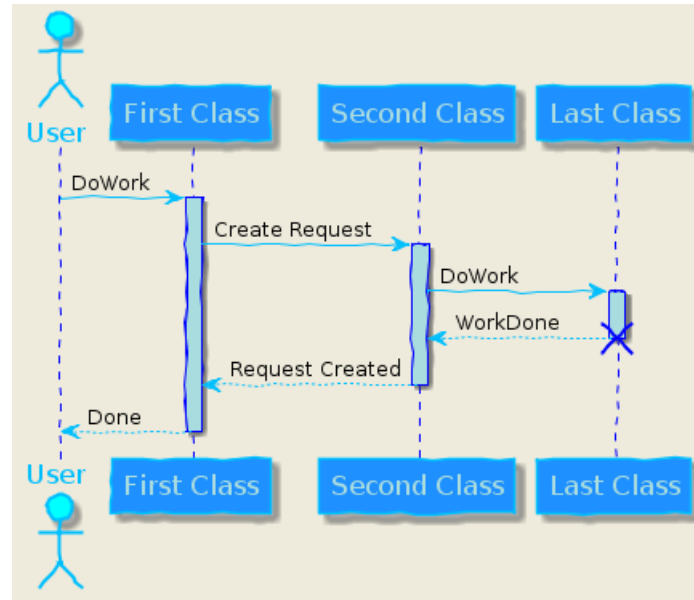 User
First Class
Second Class
Last Class
DoWork
Create Request
DoWork
WorkDone
Request Created
Done
User
First Class
Second Class
Last Class